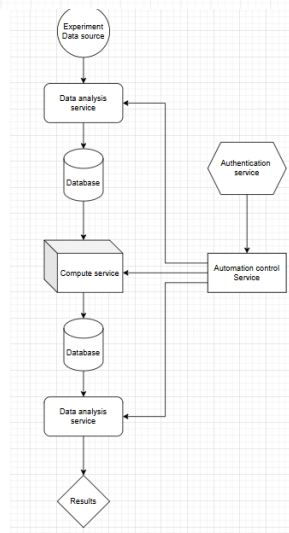 Experiment
Data source
Data analysis
service
Database
Authentication
service
Compute service
Automation control
Service
Database
Data analysis
service
Results